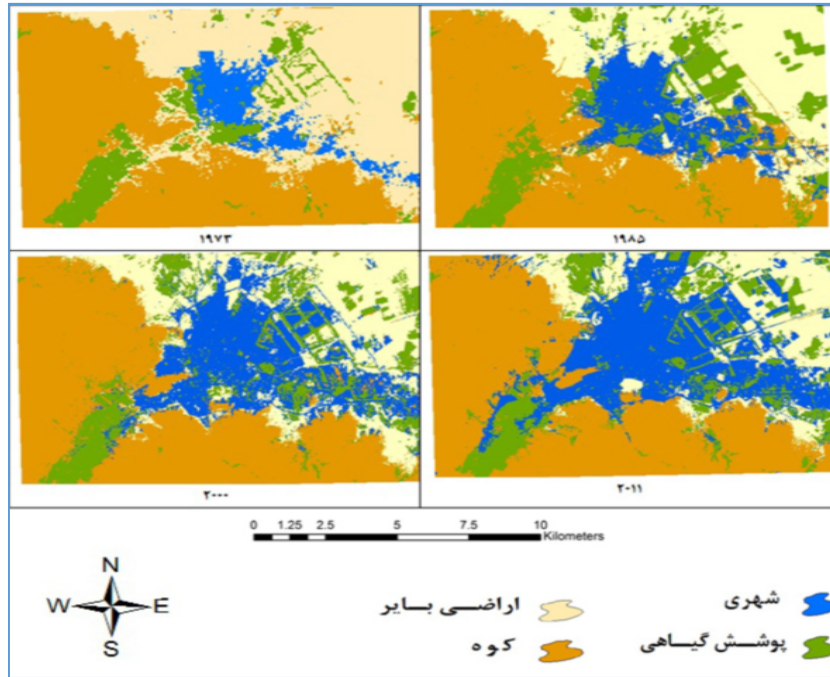 ۱۹۷۳
۱۹۸۵
۲۰۰۰
۲۰۱۱
0 1.25 2.5 5 7.5 10
Kilometers
N
W E
S
شهری
اراضی بایر
پوشش گیاهی
کوه